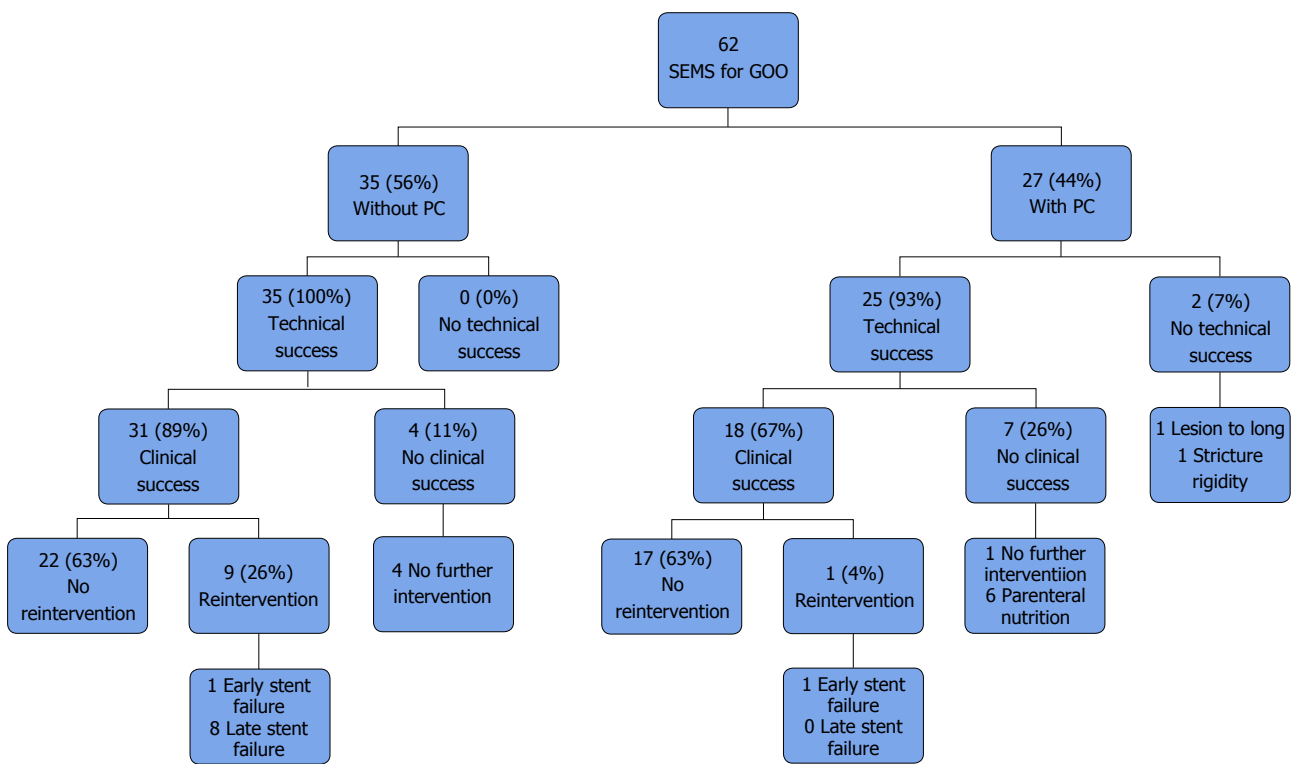 62
SEMS for GOO
35 (56%)
Without PC
27 (44%)
With PC
35 (100%)
Technical
success
0 (0%)
No technical
success
25 (93%)
Technical
success
2 (7%)
No technical
success
31 (89%)
Clinical
success
4 (11%)
No clinical
success
18 (67%)
Clinical
success
7 (26%)
No clinical
success
1 Lesion to long
1 Stricture
rigidity
22 (63%)
No
reintervention
9 (26%)
Reintervention
4 No further
intervention
17 (63%)
No
reintervention
1 (4%)
Reintervention
1 No further
interventiion
6 Parenteral
nutrition
1 Early stent
failure
8 Late stent
failure
1 Early stent
failure
0 Late stent
failure